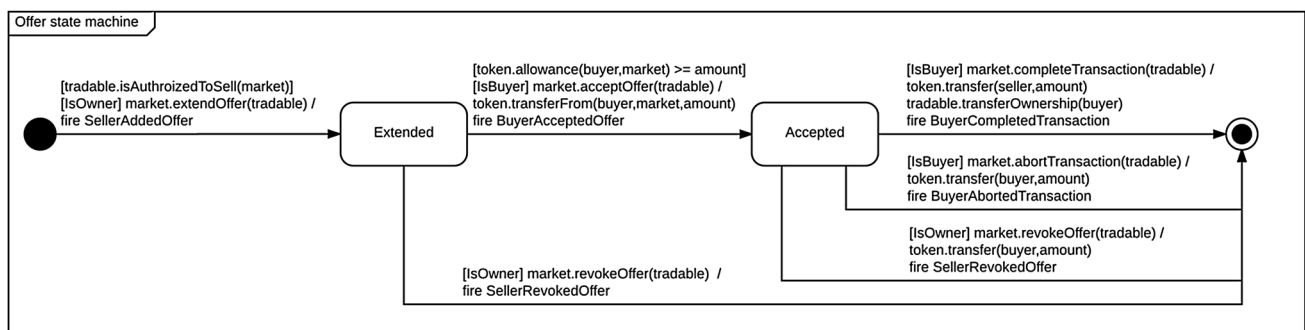 Offer state machine
[tradable.isAuthroizedToSell(market)]
[IsOwner] market.extendOffer(tradable) /
fire SellerAddedOffer
Extended
[token.allowance(buyer,market) >= amount]
[IsBuyer] market.acceptOffer(tradable) /
token.transferFrom(buyer,market,amount)
fire BuyerAcceptedOffer
Accepted
[IsBuyer] market.completeTransaction(tradable) /
token.transfer(seller,amount)
tradable.transferOwnership(buyer)
fire BuyerCompletedTransaction
[IsBuyer] market.abortTransaction(tradable) /
token.transfer(buyer,amount)
fire BuyerAbortedTransaction
[IsOwner] market.revokeOffer(tradable) /
token.transfer(buyer,amount)
fire SellerRevokedOffer
[IsOwner] market.revokeOffer(tradable) /
fire SellerRevokedOffer